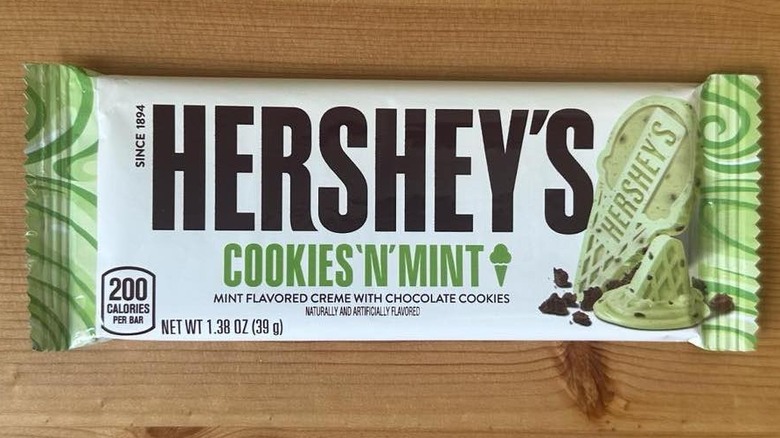 SINCE 1894
HERSHEY'S
HERSHEY'S
COOKIES 'N' MINT
MINT FLAVORED CREME WITH CHOCOLATE COOKIES
NATURALLY AND ARTIFICIALLY FLAVORED
200
CALORIES
PER BAR
NET WT 1.38 OZ (39 g)